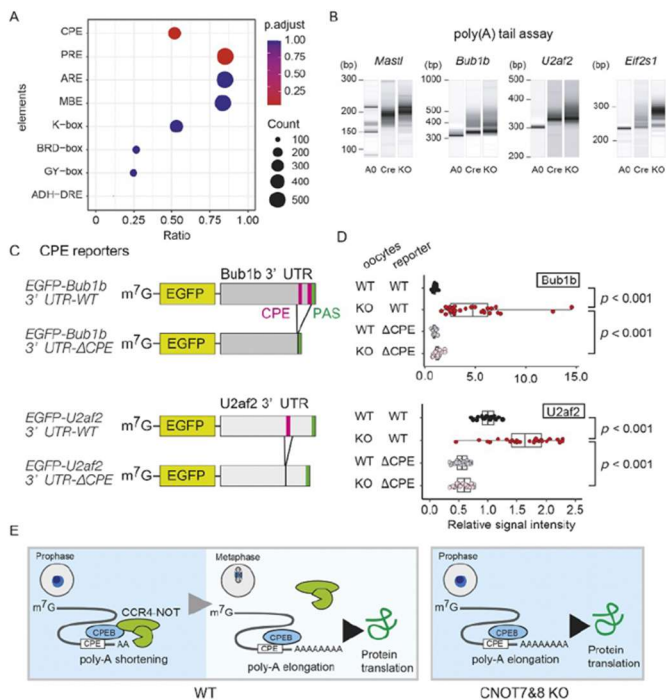 A
CPE
PRE
ARE
MBE
K-box
BRD-box
GY-box
ADH-DRE
elements
0 0.25 0.50 0.75 1.00
Ratio
p.adjust
1.00
0.75
0.50
0.25
Count
100
200
300
400
500
B
poly(A) tail assay
(bp) Mastl
300
200
150
100
A0 Cre KO
(bp) Bub1b
1000
400
300
A0 Cre KO
(bp) U2af2
500
300
200
A0 Cre KO
(bp) Eif2s1
300
200
A0 Cre KO
C CPE reporters
Bub1b 3' UTR
EGFP-Bub1b
3' UTR-WT
m7G EGFP
CPE PAS
EGFP-Bub1b
3' UTR-ΔCPE
m7G EGFP
U2af2 3' UTR
EGFP-U2af2
3' UTR-WT
m7G EGFP
EGFP-U2af2
3' UTR-ΔCPE
m7G EGFP
D
oocytes reporter
WT WT
KO WT
WT ΔCPE
KO ΔCPE
Bub1b
p < 0.001
p < 0.001
0.0 5.0 10.0 15.0
WT WT
KO WT
WT ΔCPE
KO ΔCPE
U2af2
p < 0.001
p < 0.001
0.0 0.5 1.0 1.5 2.0 2.5
Relative signal intensity
E
Prophase
m7G
CCR4 NOT
CPEB
CPE AA
poly-A shortening
Metaphase
m7G
CPEB
CPE AAAAAAAA
poly-A elongation
Protein
translation
WT
Prophase
m7G
CPEB
CPE AAAAAAAA
poly-A elongation
Protein
translation
CNOT7&8 KO